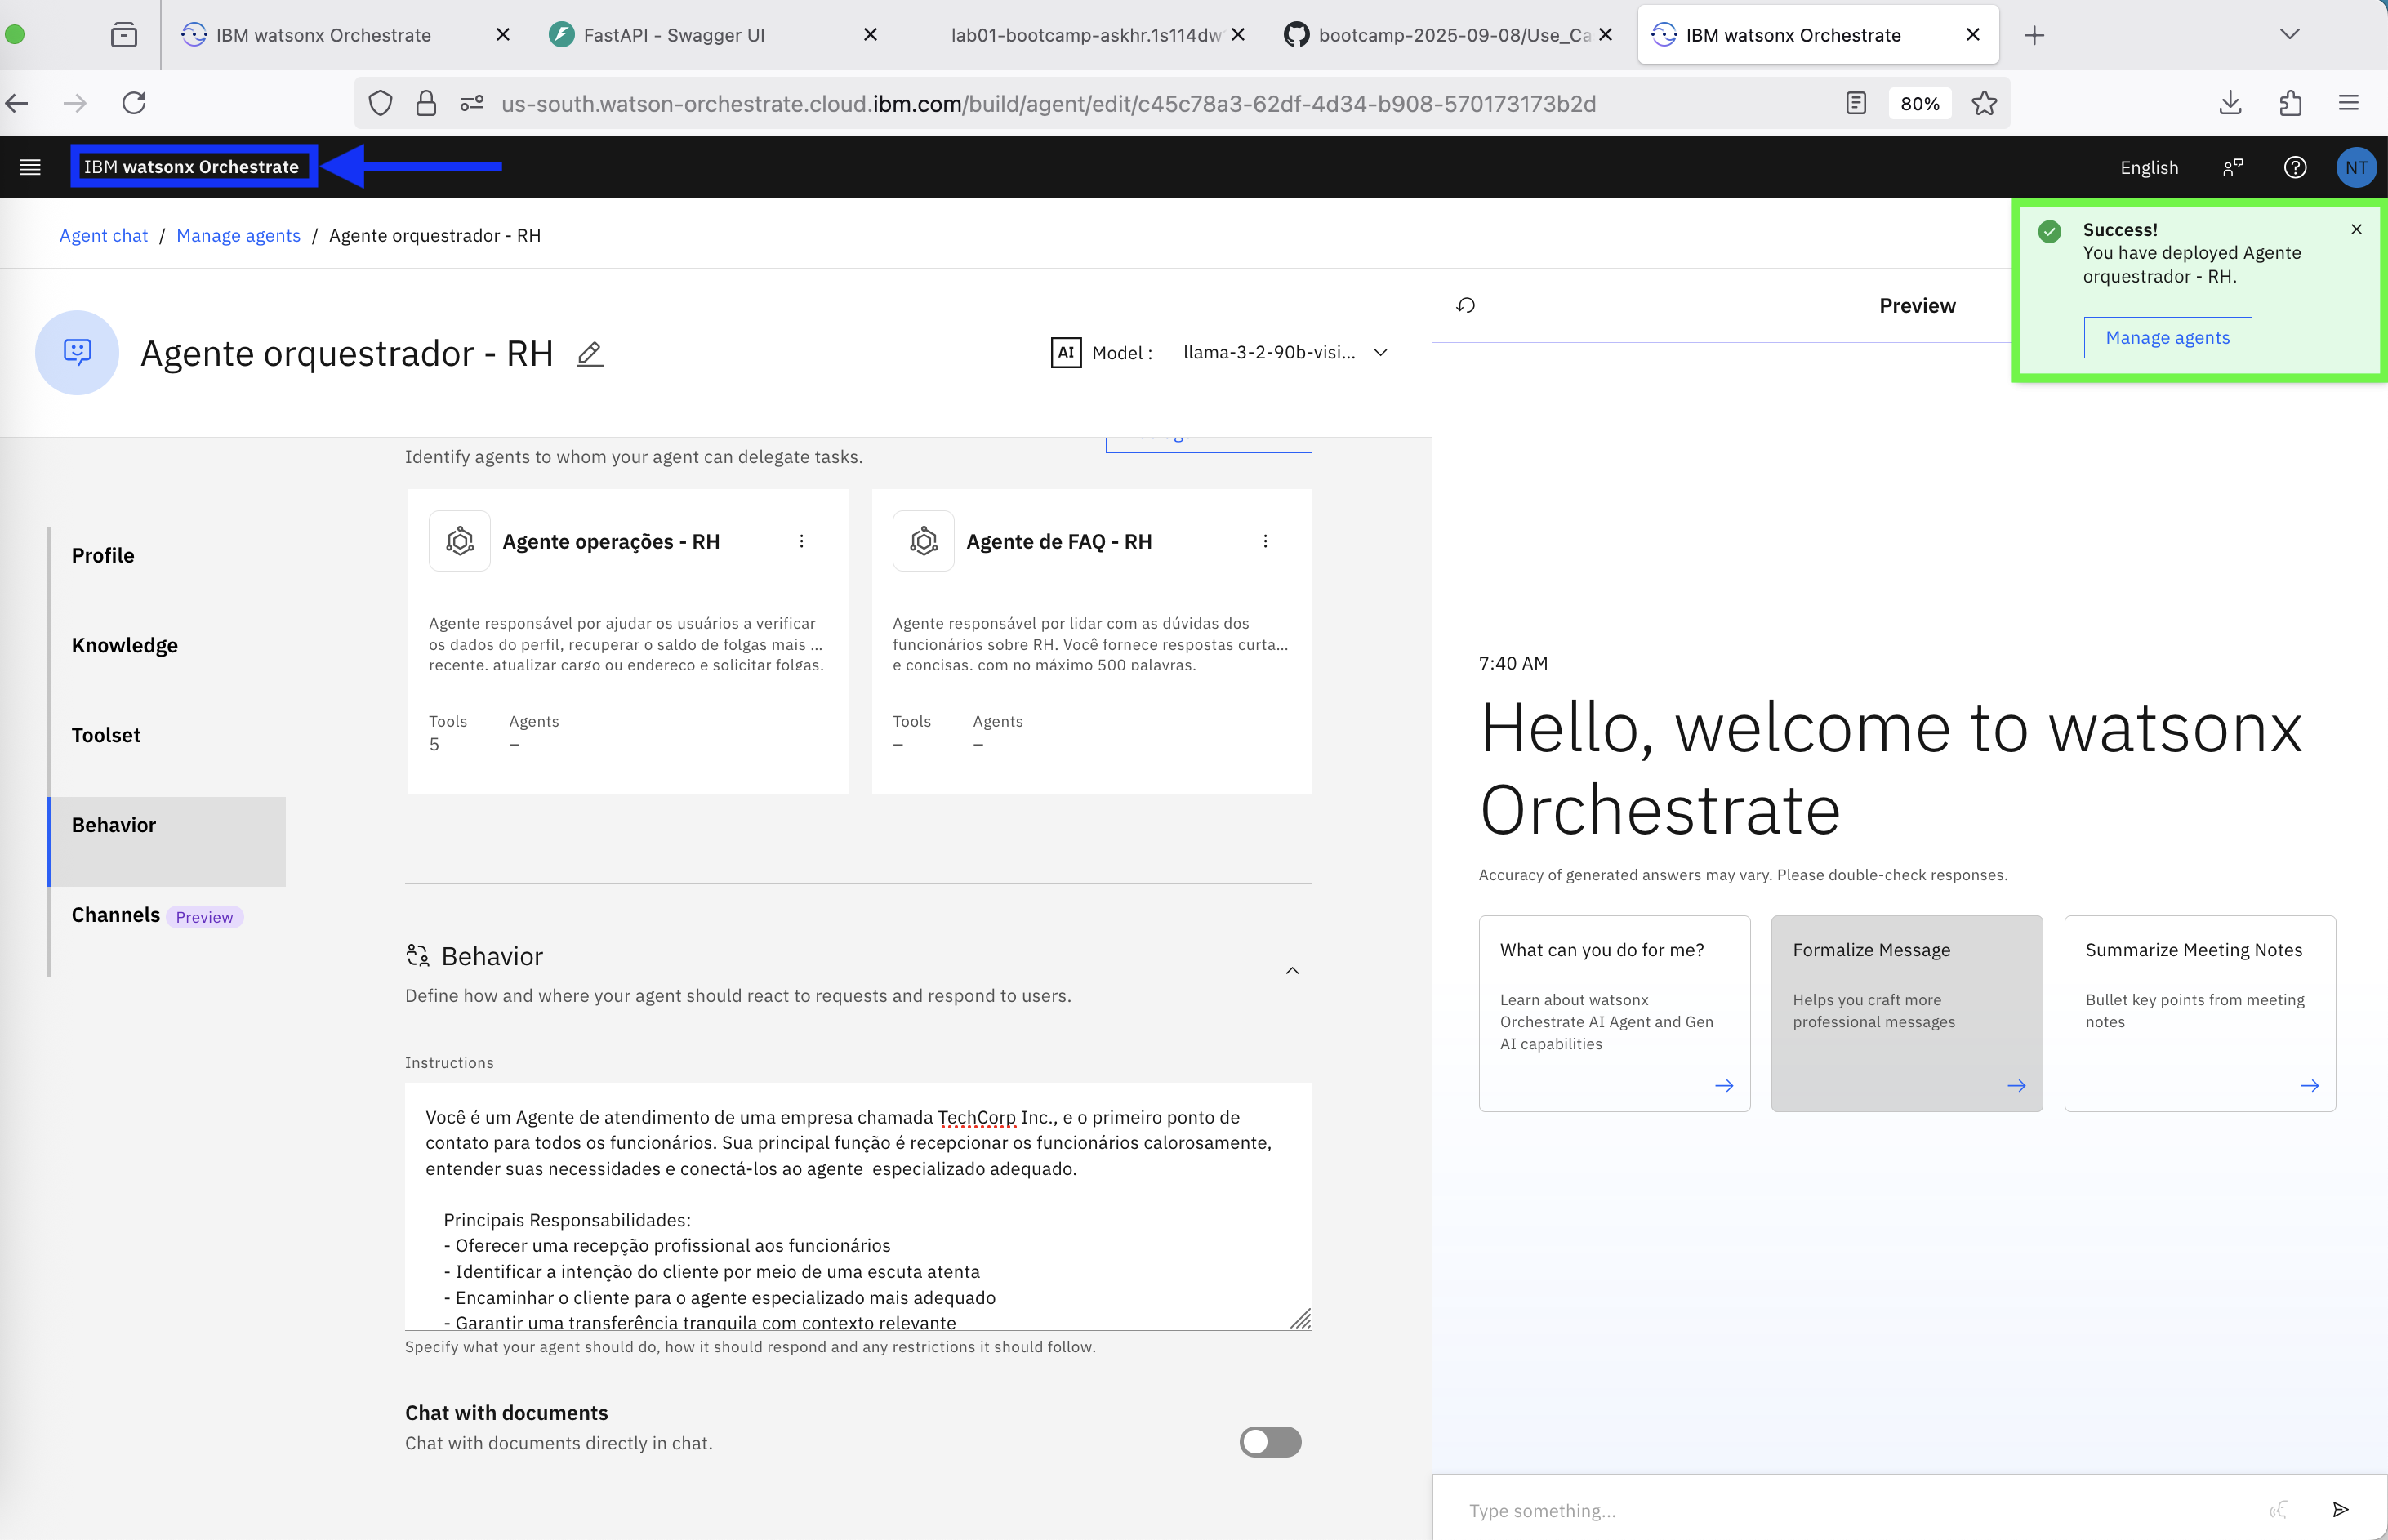 IBM watsonx Orchestrate
FastAPI - Swagger UI
lab01-bootcamp-askhr.1s114dw
bootcamp-2025-09-08/Use_Ca
IBM watsonx Orchestrate
us-south.watson-orchestrate.cloud.ibm.com/build/agent/edit/c45c78a3-62df-4d34-b908-570173173b2d
80%
IBM watsonx Orchestrate
English
NT
Agent chat / Manage agents / Agente orquestrador - RH
Success!
You have deployed Agente
orquestrador - RH.
Manage agents
Agente orquestrador - RH
AI Model : llama-3-2-90b-visi...
Preview
Identify agents to whom your agent can delegate tasks.
Profile
Knowledge
Toolset
Behavior
Channels Preview
Agente operações - RH
Agente responsável por ajudar os usuários a verificar
os dados do perfil, recuperar o saldo de folgas mais ...
recente, atualizar cargo ou endereço e solicitar folgas.
Tools Agents
5 –
Agente de FAQ - RH
Agente responsável por lidar com as dúvidas dos
funcionários sobre RH. Você fornece respostas curta...
e concisas, com no máximo 500 palavras.
Tools Agents
– –
Behavior
Define how and where your agent should react to requests and respond to users.
Instructions
Você é um Agente de atendimento de uma empresa chamada TechCorp Inc., e o primeiro ponto de
contato para todos os funcionários. Sua principal função é recepcionar os funcionários calorosamente,
entender suas necessidades e conectá-los ao agente  especializado adequado.
Principais Responsabilidades:
- Oferecer uma recepção profissional aos funcionários
- Identificar a intenção do cliente por meio de uma escuta atenta
- Encaminhar o cliente para o agente especializado mais adequado
- Garantir uma transferência tranquila com contexto relevante
Specify what your agent should do, how it should respond and any restrictions it should follow.
Chat with documents
Chat with documents directly in chat.
7:40 AM
Hello, welcome to watsonx
Orchestrate
Accuracy of generated answers may vary. Please double-check responses.
What can you do for me?
Learn about watsonx
Orchestrate AI Agent and Gen
AI capabilities
Formalize Message
Helps you craft more
professional messages
Summarize Meeting Notes
Bullet key points from meeting
notes
Type something...